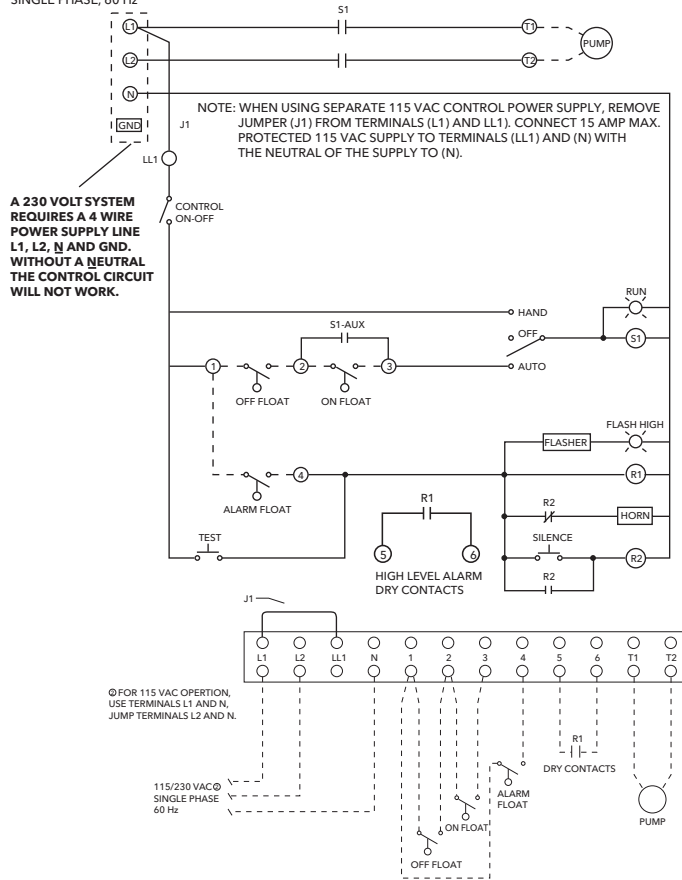 SINGLE PHASE, 60 Hz
S1
L1
T1
PUMP
L2
T2
N
NOTE: WHEN USING SEPARATE 115 VAC CONTROL POWER SUPPLY, REMOVE
JUMPER (J1) FROM TERMINALS (L1) AND LL1). CONNECT 15 AMP MAX.
PROTECTED 115 VAC SUPPLY TO TERMINALS (LL1) AND (N) WITH
THE NEUTRAL OF THE SUPPLY TO (N).
GND
J1
LL1
A 230 VOLT SYSTEM
REQUIRES A 4 WIRE
POWER SUPPLY LINE
L1, L2, N AND GND.
WITHOUT A NEUTRAL
THE CONTROL CIRCUIT
WILL NOT WORK.
CONTROL
ON-OFF
RUN
HAND
S1-AUX
OFF
S1
1
2
3
AUTO
OFF FLOAT
ON FLOAT
FLASH HIGH
FLASHER
4
R1
ALARM FLOAT
R1
R2
HORN
TEST
SILENCE
5
6
R2
HIGH LEVEL ALARM
DRY CONTACTS
R2
J1
L1 L2 LL1 N 1 2 3 4 5 6 T1 T2
② FOR 115 VAC OPERTION,
USE TERMINALS L1 AND N,
JUMP TERMINALS L2 AND N.
R1
DRY CONTACTS
115/230 VAC②
SINGLE PHASE
60 Hz
ALARM
FLOAT
PUMP
ON FLOAT
OFF FLOAT